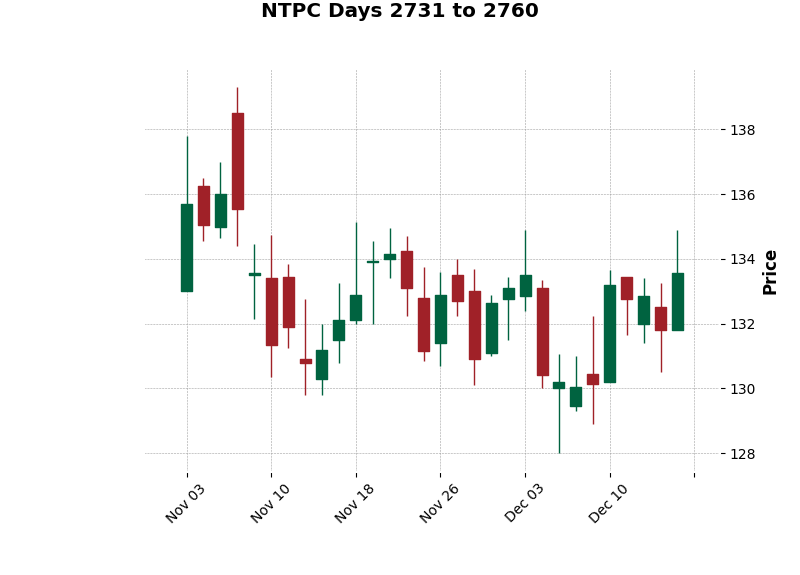 NTPC Days 2731 to 2760
138
136
134
132
130
128
Price
Nov 03
Nov 10
Nov 18
Nov 26
Dec 03
Dec 10